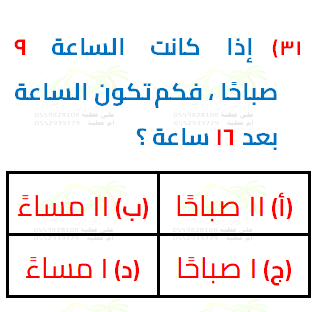 ٣١) إذا كانت الساعة ٩
صباحًا ، فكم تكون الساعة
بعد ١٦ ساعة ؟
(أ) ١١ صباحًا
(ب) ١١ مساءً
(ج) ١ صباحًا
(د) ١ مساءً